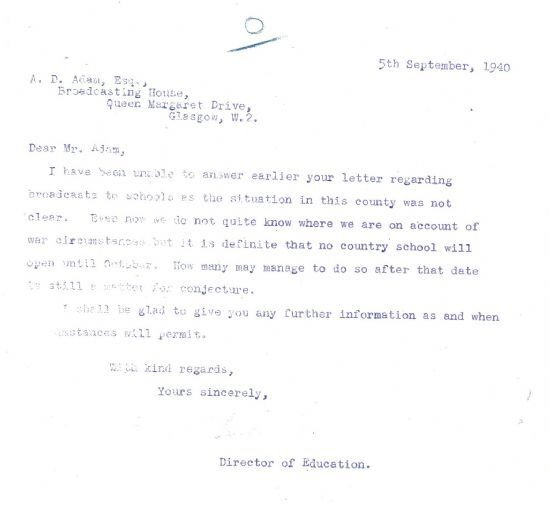 5th September, 1940
A. D. Adam, Esq.,
Broadcasting House,
Queen Margaret Drive,
Glasgow, W.2.
Dear Mr. Adam,
I have been unable to answer earlier your letter regarding
broadcasts to schools as the situation in this county was not
clear. Even now we do not quite know where we are on account of
war circumstances but it is definite that no country school will
open until October. How many may manage to do so after that date
is still a matter for conjecture.
I shall be glad to give you any further information as and when
mstances will permit.
With kind regards,
Yours sincerely,
Director of Education.